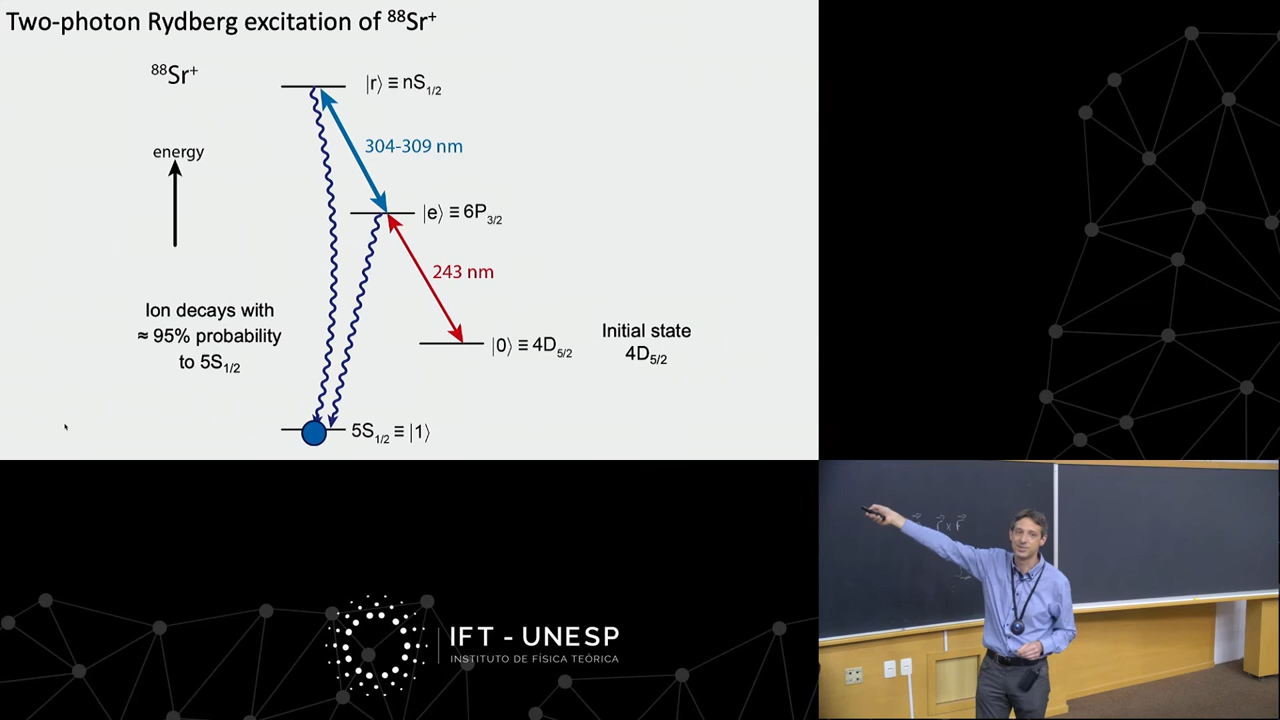 Two-photon Rydberg excitation of ⁸⁸Sr⁺
⁸⁸Sr⁺
|r⟩ ≡ nS₁/₂
energy
304-309 nm
|e⟩ ≡ 6P₃/₂
243 nm
Ion decays with
≈ 95% probability
to 5S₁/₂
|0⟩ ≡ 4D₅/₂
Initial state
4D₅/₂
5S₁/₂ ≡ |1⟩
IFT - UNESP
INSTITUTO DE FÍSICA TEÓRICA